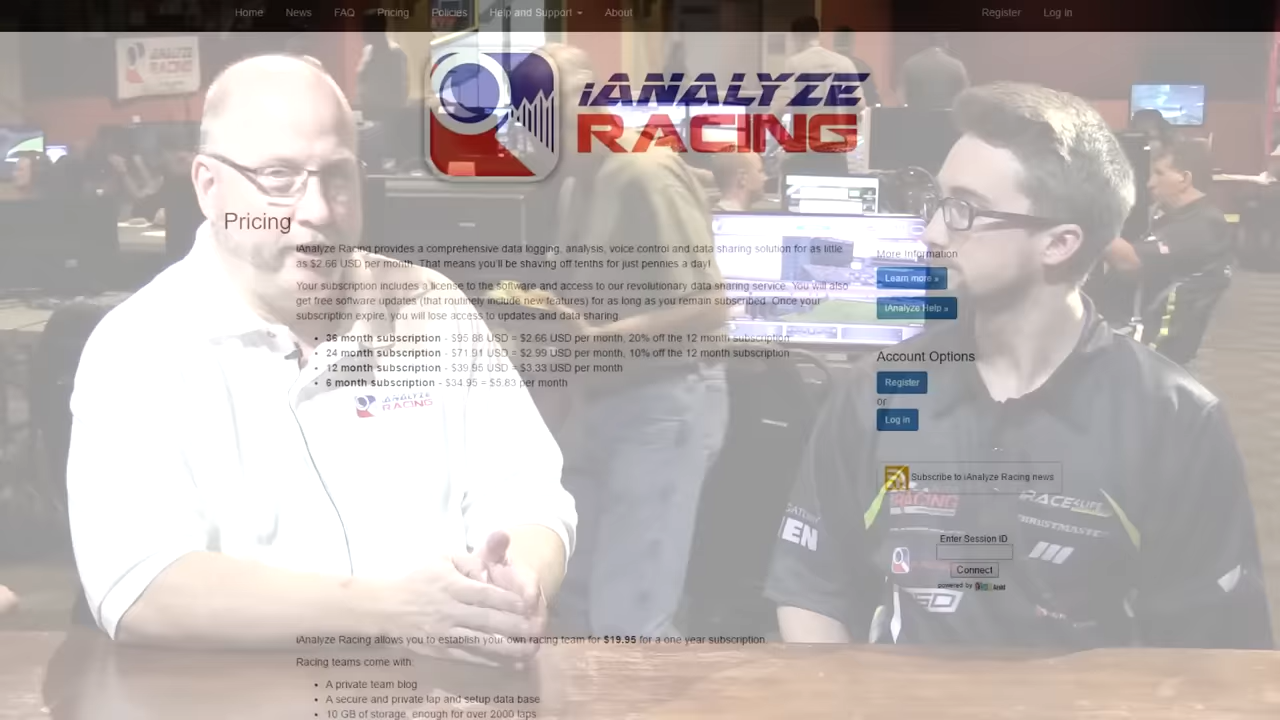 Home News FAQ Pricing Policies Help and Support About Register Log In
iANALYZE
RACING
iANALYZE
RACING
Pricing
iAnalyze Racing provides a comprehensive data logging, analysis, voice control and data sharing solution for as little
as $2.66 USD per month. That means you'll be shaving off tenths for just pennies a day!
Your subscription includes a license to the software and access to our revolutionary data sharing service. You will also
get free software updates (that routinely include new features) for as long as you remain subscribed. Once your
subscription expire, you will lose access to updates and data sharing.
36 month subscription - $95.88 USD = $2.66 USD per month, 20% off the 12 month subscription
24 month subscription - $71.91 USD = $2.99 USD per month, 10% off the 12 month subscription
12 month subscription - $39.95 USD = $3.33 USD per month
6 month subscription - $34.95 = $5.83 per month
iANALYZE
RACING
More Information
Learn more »
iAnalyze Help »
Account Options
Register
or
Log in
Subscribe to iAnalyze Racing news
RACING
RACE4LIFE
THRUSTMASTER
EN
Enter Session ID
Connect
powered by
iAnalyze Racing allows you to establish your own racing team for $19.95 for a one year subscription.
Racing teams come with:
A private team blog
A secure and private lap and setup data base
10 GB of storage, enough for over 2000 laps